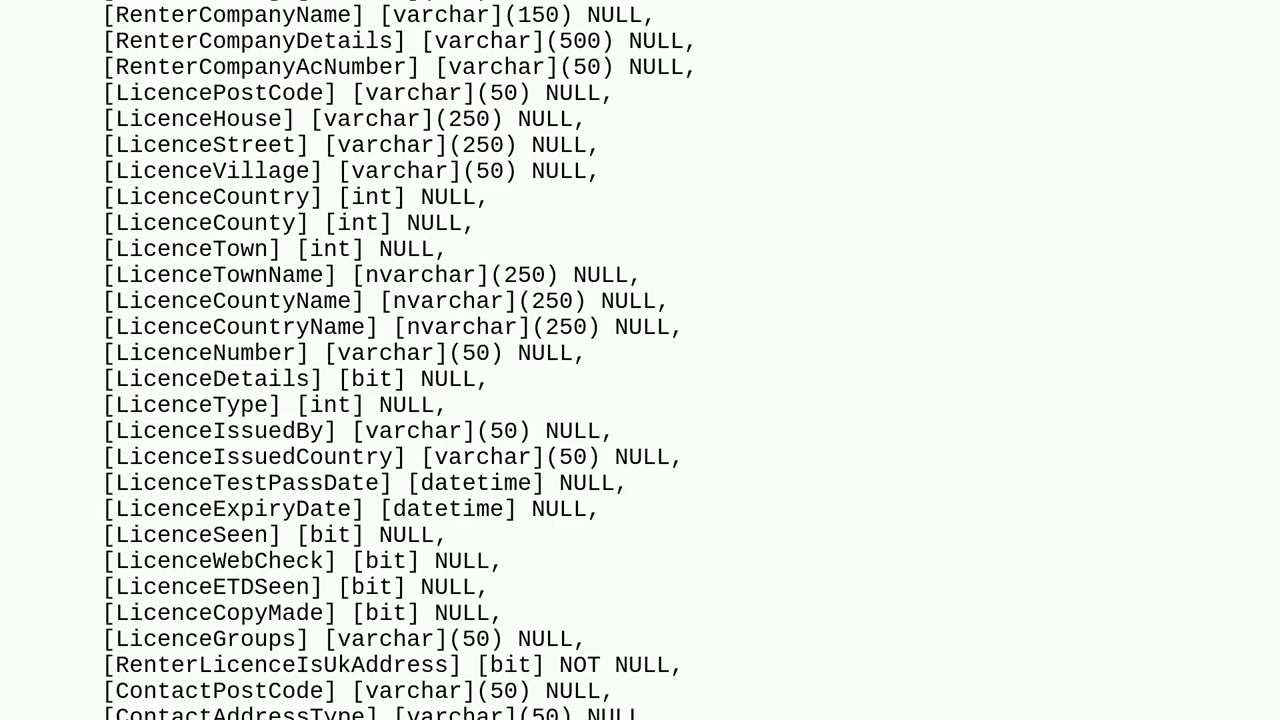 [RenterCompanyName] [varchar](150) NULL,
[RenterCompanyDetails] [varchar](500) NULL,
[RenterCompanyAcNumber] [varchar](50) NULL,
[LicencePostCode] [varchar](50) NULL,
[LicenceHouse] [varchar](250) NULL,
[LicenceStreet] [varchar](250) NULL,
[LicenceVillage] [varchar](50) NULL,
[LicenceCountry] [int] NULL,
[LicenceCounty] [int] NULL,
[LicenceTown] [int] NULL,
[LicenceTownName] [nvarchar](250) NULL,
[LicenceCountyName] [nvarchar](250) NULL,
[LicenceCountryName] [nvarchar](250) NULL,
[LicenceNumber] [varchar](50) NULL,
[LicenceDetails] [bit] NULL,
[LicenceType] [int] NULL,
[LicenceIssuedBy] [varchar](50) NULL,
[LicenceIssuedCountry] [varchar](50) NULL,
[LicenceTestPassDate] [datetime] NULL,
[LicenceExpiryDate] [datetime] NULL,
[LicenceSeen] [bit] NULL,
[LicenceWebCheck] [bit] NULL,
[LicenceETDSeen] [bit] NULL,
[LicenceCopyMade] [bit] NULL,
[LicenceGroups] [varchar](50) NULL,
[RenterLicenceIsUkAddress] [bit] NOT NULL,
[ContactPostCode] [varchar](50) NULL,
[ContactAddressType] [varchar](50) NULL